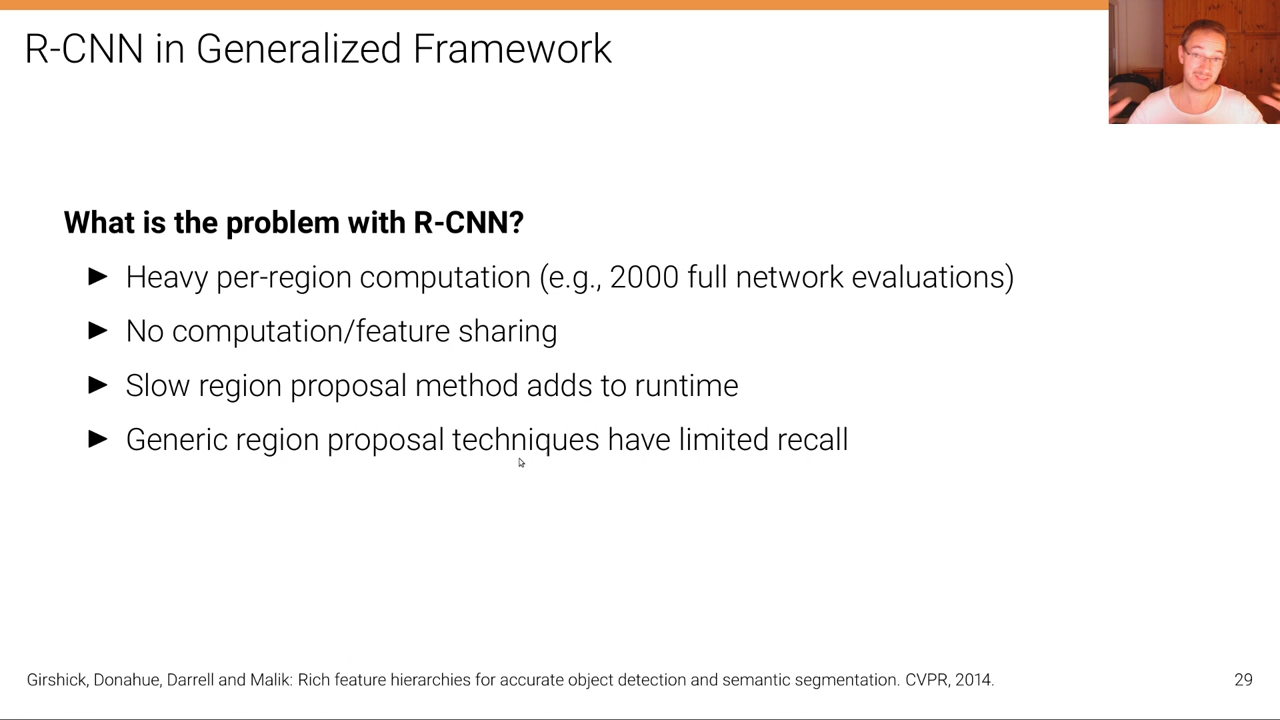 R-CNN in Generalized Framework
What is the problem with R-CNN?
► Heavy per-region computation (e.g., 2000 full network evaluations)
► No computation/feature sharing
► Slow region proposal method adds to runtime
► Generic region proposal techniques have limited recall
Girshick, Donahue, Darrell and Malik: Rich feature hierarchies for accurate object detection and semantic segmentation. CVPR, 2014.
29